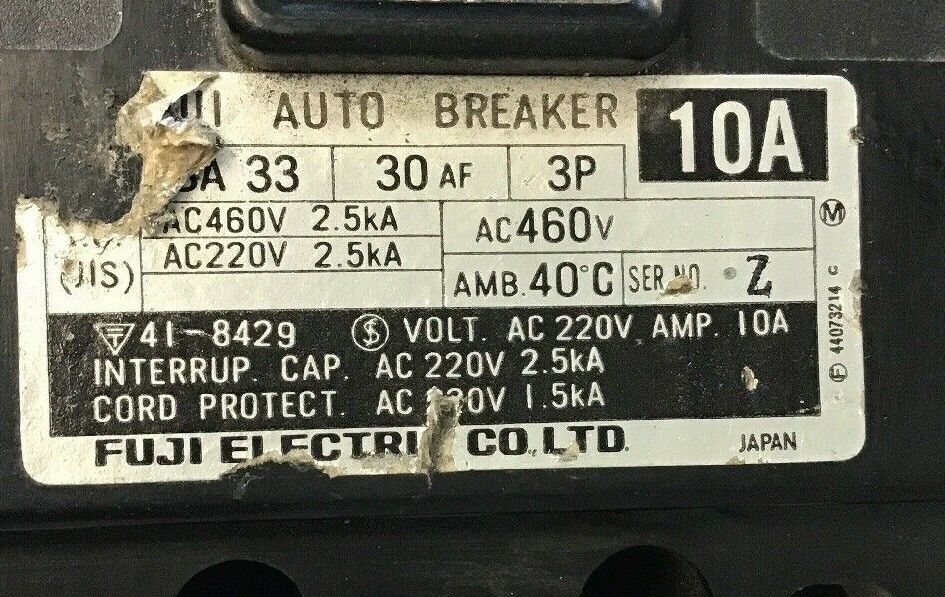 AUTO BREAKER 10A
33 30 AF 3P
AC460V 2.5kA AC460V
(JIS) AC220V 2.5kA
AMB. 40°C SER.NO. Z
41-8429 VOLT. AC 220V AMP. 10A
INTERRUP. CAP. AC 220V 2.5kA
CORD PROTECT. AC 1.5kA
FUJI ELECTRIC CO., LTD. JAPAN
M
E 44073214 C